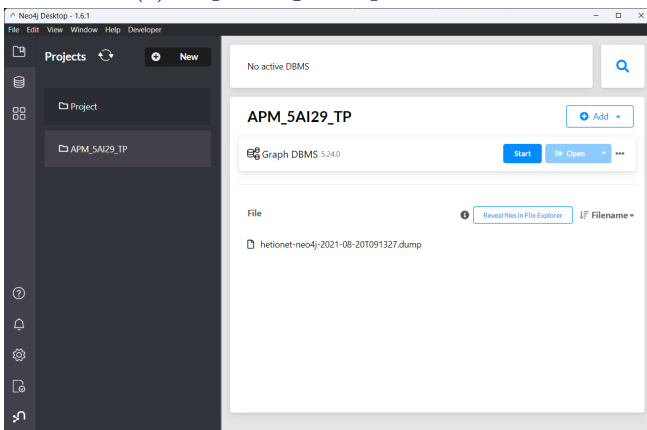 Neo4j Desktop - 1.6.1
File Edit View Window Help Developer
Projects
New
Project
APM_5AI29_TP
No active DBMS
APM_5AI29_TP
Add
Graph DBMS 5.24.0
Start
Open
File
Reveal files in File Explorer
Filename
hetionet-neo4j-2021-08-20T091327.dump